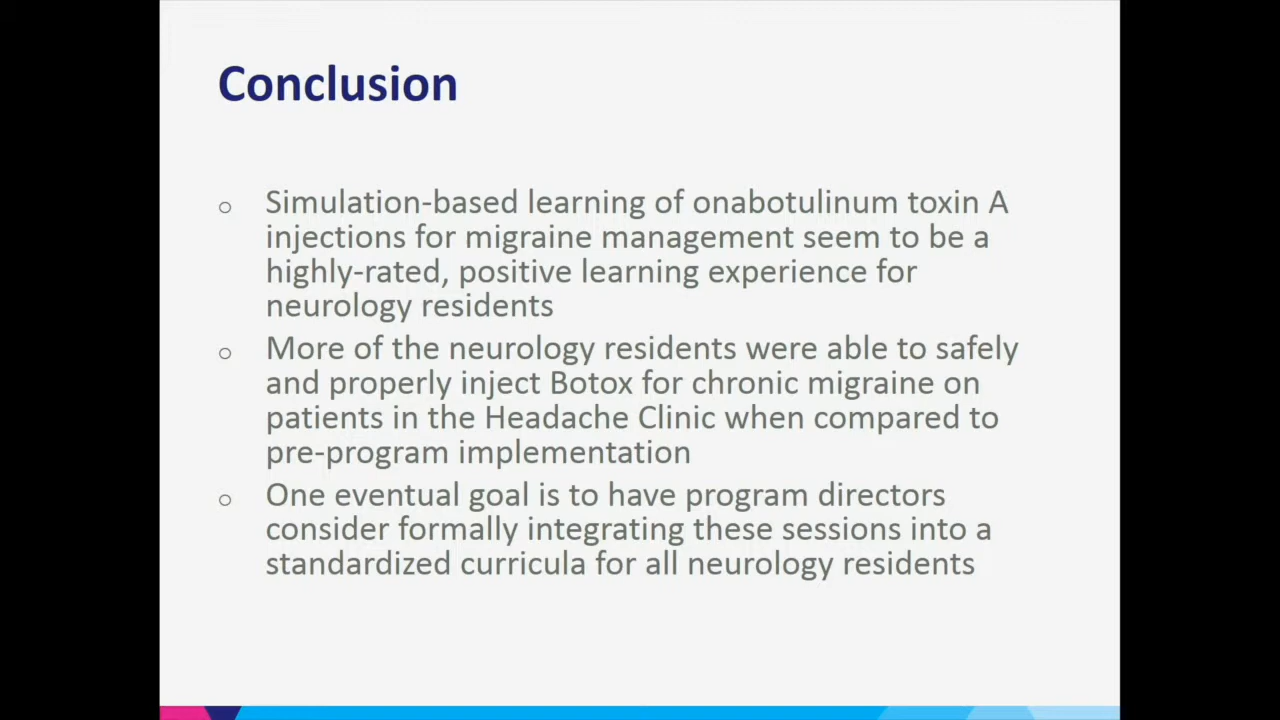 Conclusion
Simulation-based learning of onabotulinum toxin A
injections for migraine management seem to be a
highly-rated, positive learning experience for
neurology residents
More of the neurology residents were able to safely
and properly inject Botox for chronic migraine on
patients in the Headache Clinic when compared to
pre-program implementation
One eventual goal is to have program directors
consider formally integrating these sessions into a
standardized curricula for all neurology residents